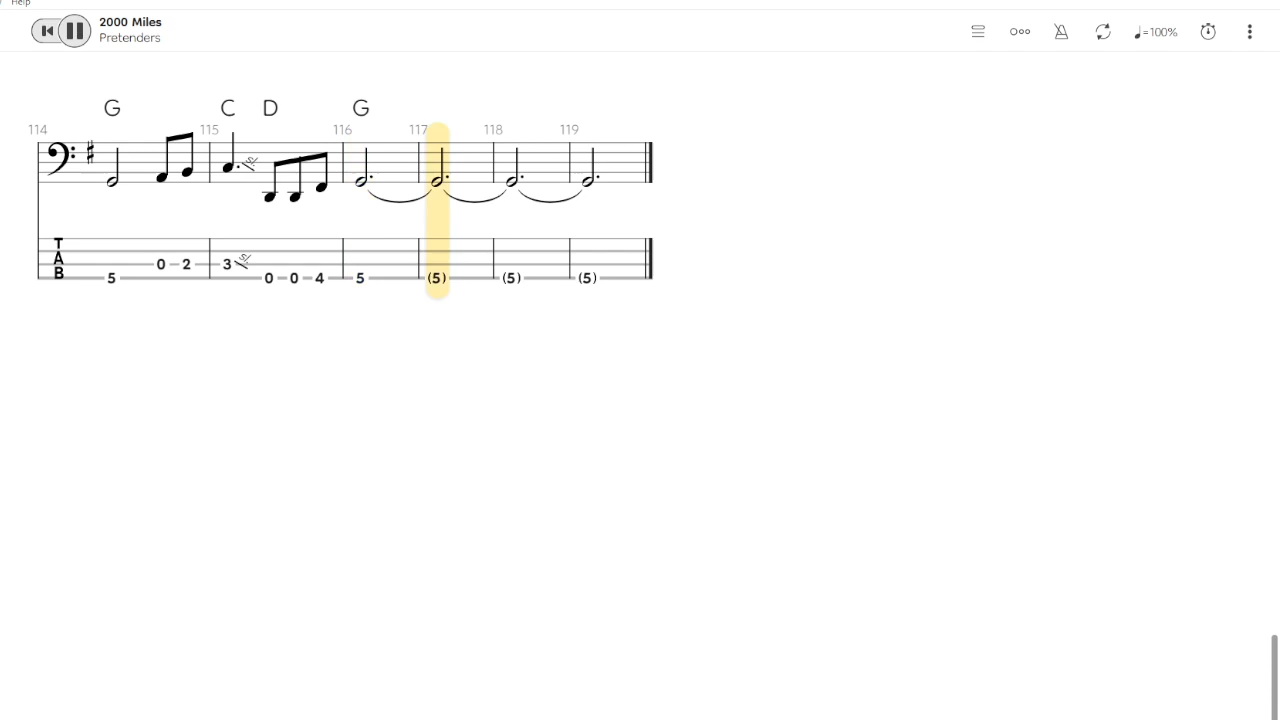 Help
2000 Miles
Pretenders
=100%
G C D G
114 115 116 117 118 119
sl.
T
A
B
sl.
0 2 3
5 0 0 4 5 (5) (5) (5)